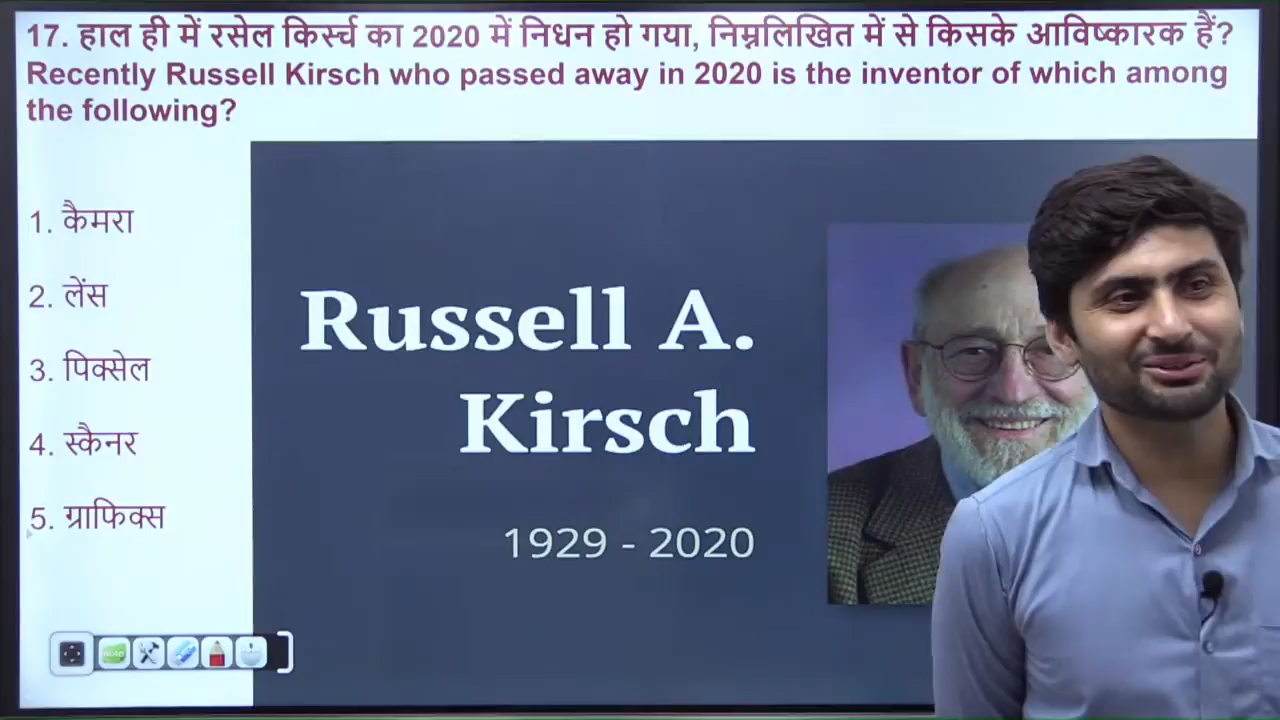 17. हाल ही में रसेल किर्स्च का 2020 में निधन हो गया, निम्नलिखित में से किसके आविष्कारक हैं?
Recently Russell Kirsch who passed away in 2020 is the inventor of which among
the following?
1. कैमरा
2. लेंस
3. पिक्सेल
4. स्कैनर
5. ग्राफिक्स
Russell A.
Kirsch
1929 - 2020